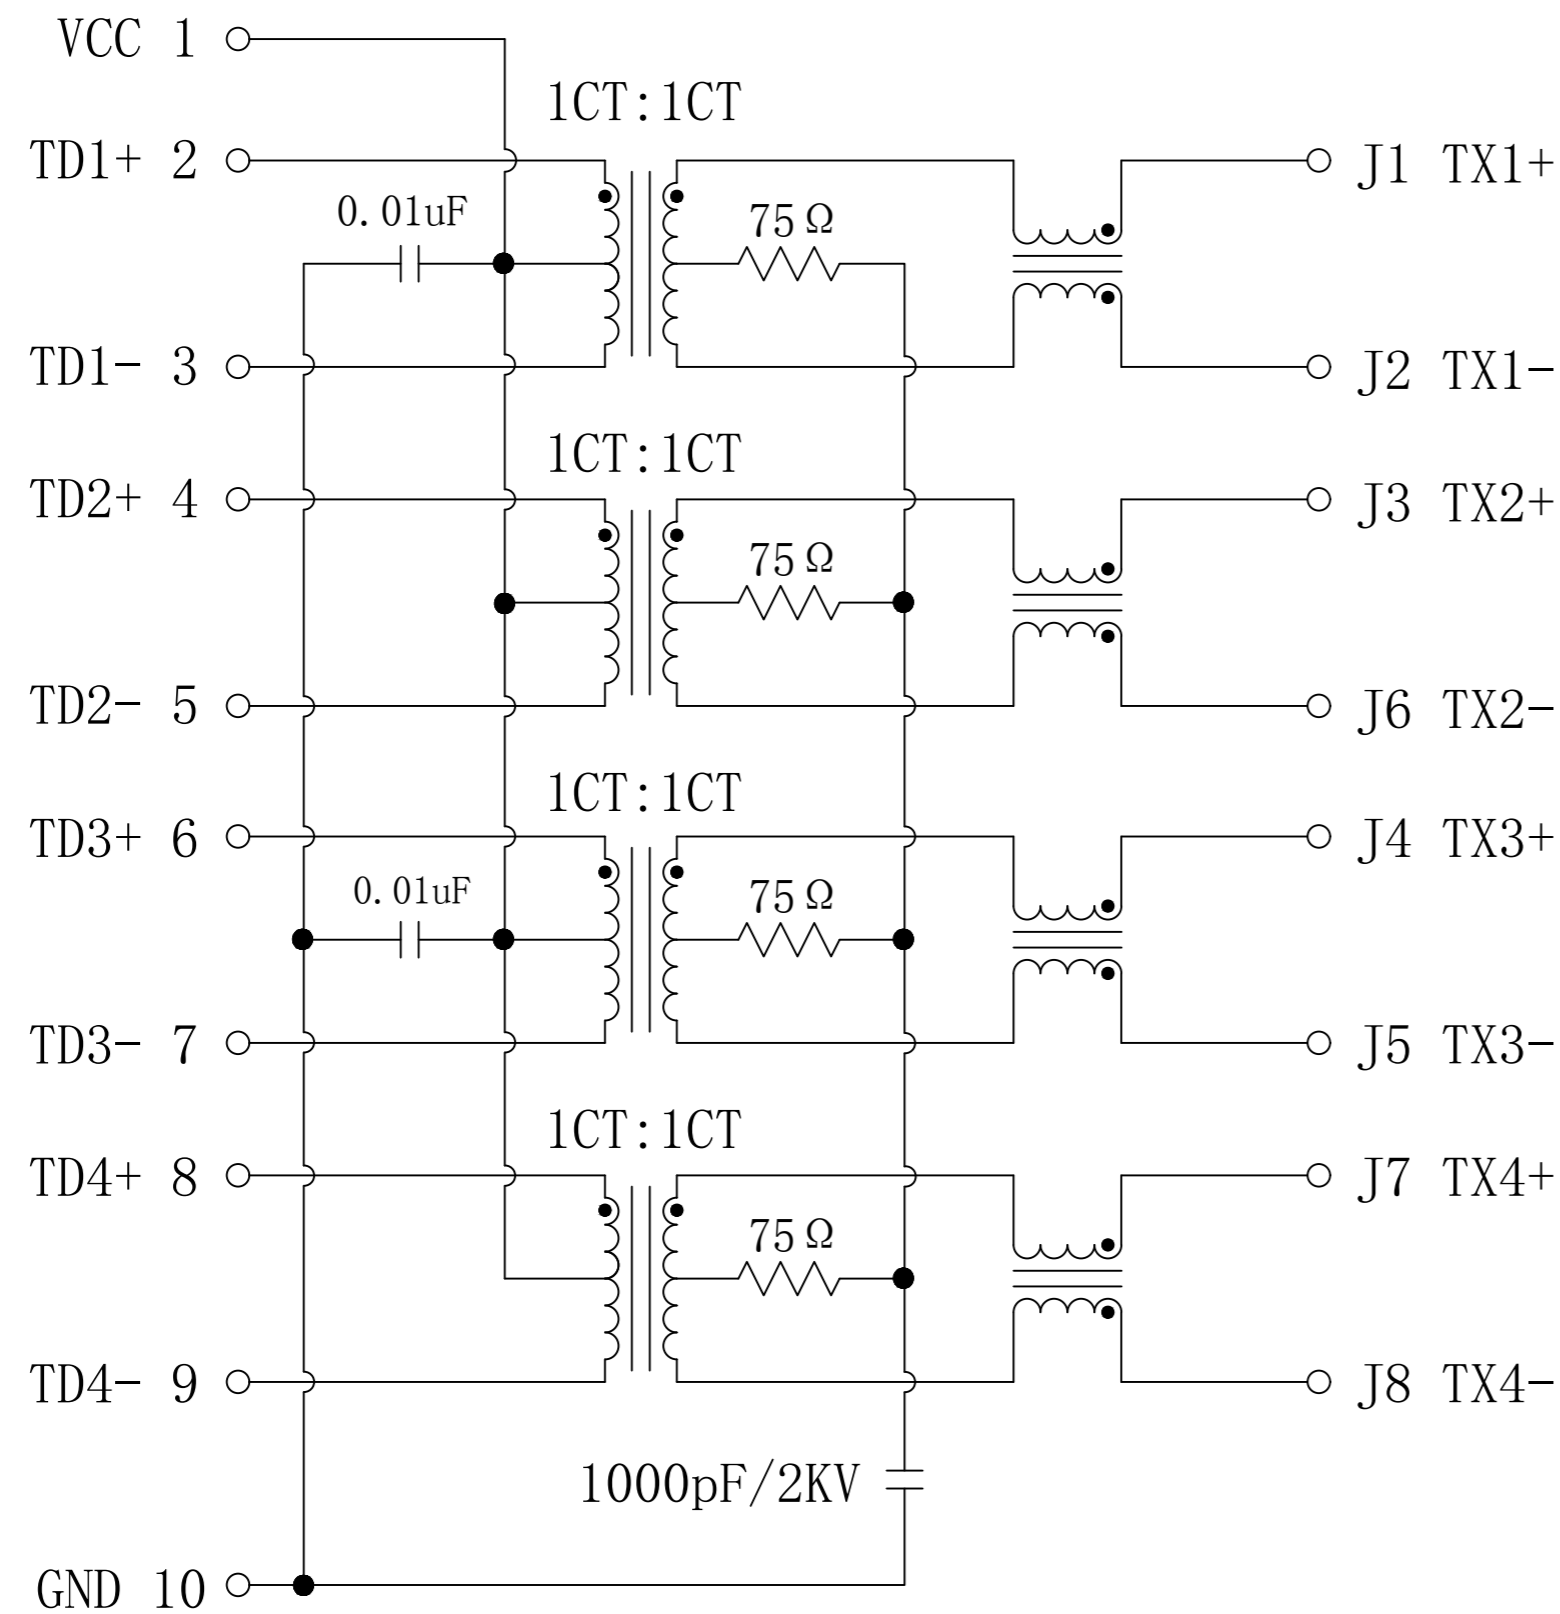 VCC 1
1CT:1CT
TD1+ 2
J1 TX1+
0.01uF
75Ω
TD1- 3
J2 TX1-
1CT:1CT
TD2+ 4
J3 TX2+
75Ω
TD2- 5
J6 TX2-
1CT:1CT
TD3+ 6
J4 TX3+
0.01uF
75Ω
TD3- 7
J5 TX3-
1CT:1CT
TD4+ 8
J7 TX4+
75Ω
TD4- 9
J8 TX4-
1000pF/2KV
GND 10